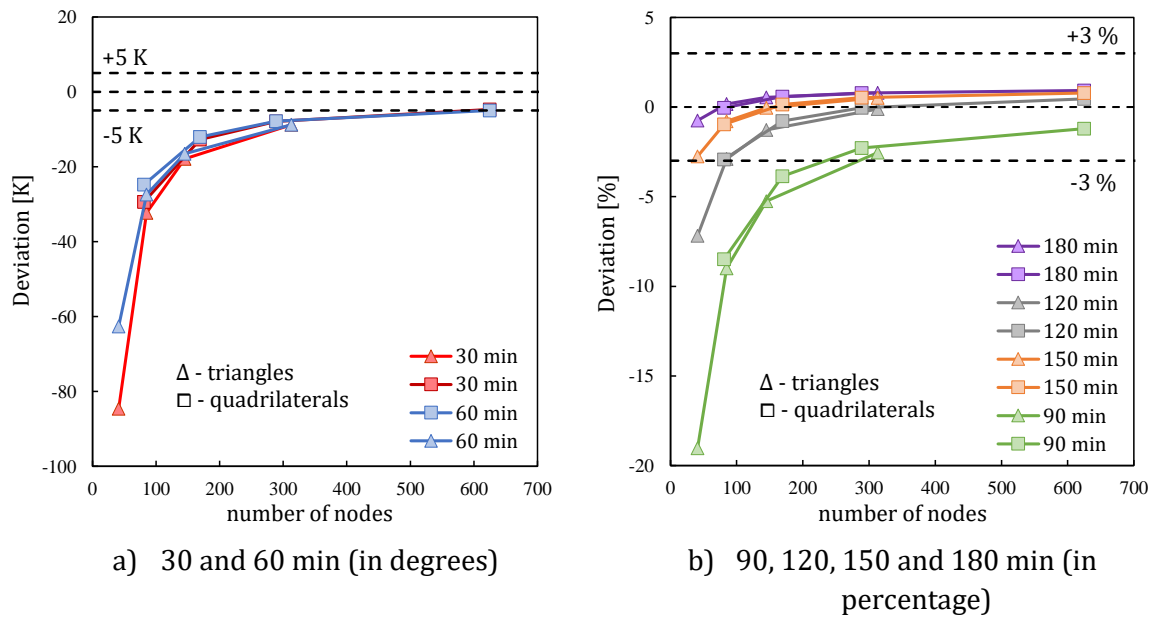 20
0
-20
-40
-60
-80
-100
Deviation [K]
+5 K
-5 K
Δ - triangles
□ - quadrilaterals
30 min
30 min
60 min
60 min
0 100 200 300 400 500 600 700
number of nodes
a) 30 and 60 min (in degrees)
5
0
-5
-10
-15
-20
Deviation [%]
+3 %
-3 %
180 min
180 min
120 min
120 min
150 min
150 min
90 min
90 min
Δ - triangles
□ - quadrilaterals
0 100 200 300 400 500 600 700
number of nodes
b) 90, 120, 150 and 180 min (in
percentage)